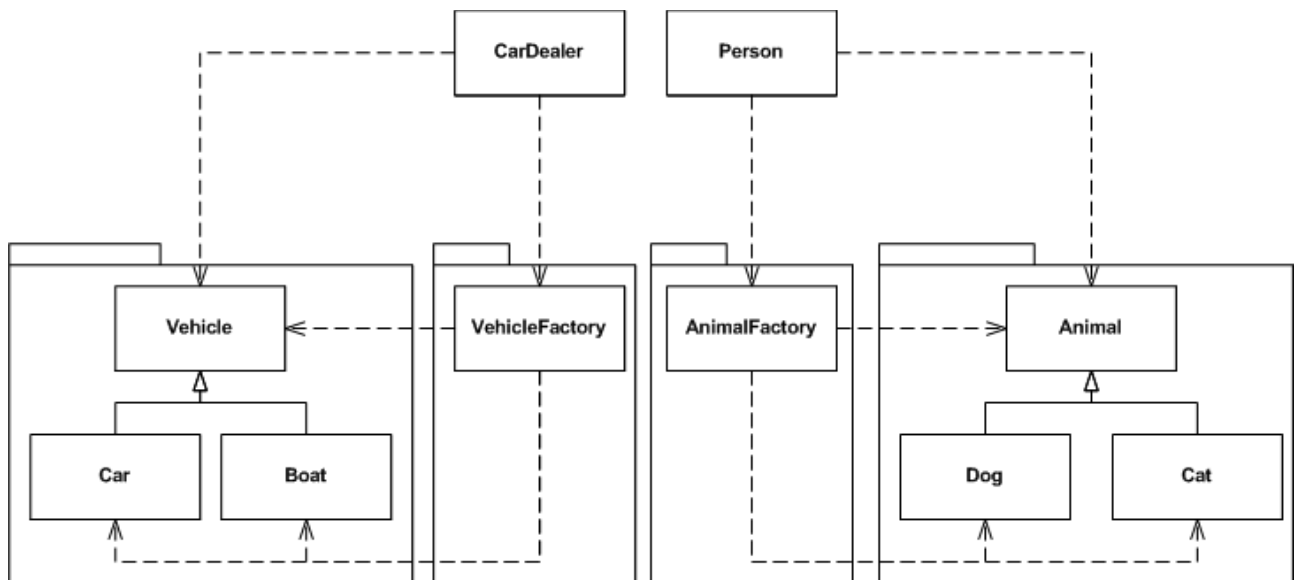 CarDealer
Person
Vehicle
VehicleFactory
AnimalFactory
Animal
Car
Boat
Dog
Cat